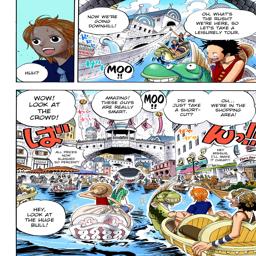 NOW WE'RE
GOING
DOWNHILL!
OH, WHAT'S
THE RUSH?
WE'RE HERE, SO
LET'S TAKE A
LEISURELY TOUR.
HUH?
MOO
!!
WOW!
LOOK AT
THE
CROWD!
AMAZING!
THESE GUYS
ARE REALLY
SMART.
MOO
!!
DID WE
JUST TAKE
A SHORT-
CUT?
OH...
WE'RE IN THE
SHOPPING
AREA!
HEY,
LOOK AT
THE HUGE
BULL!